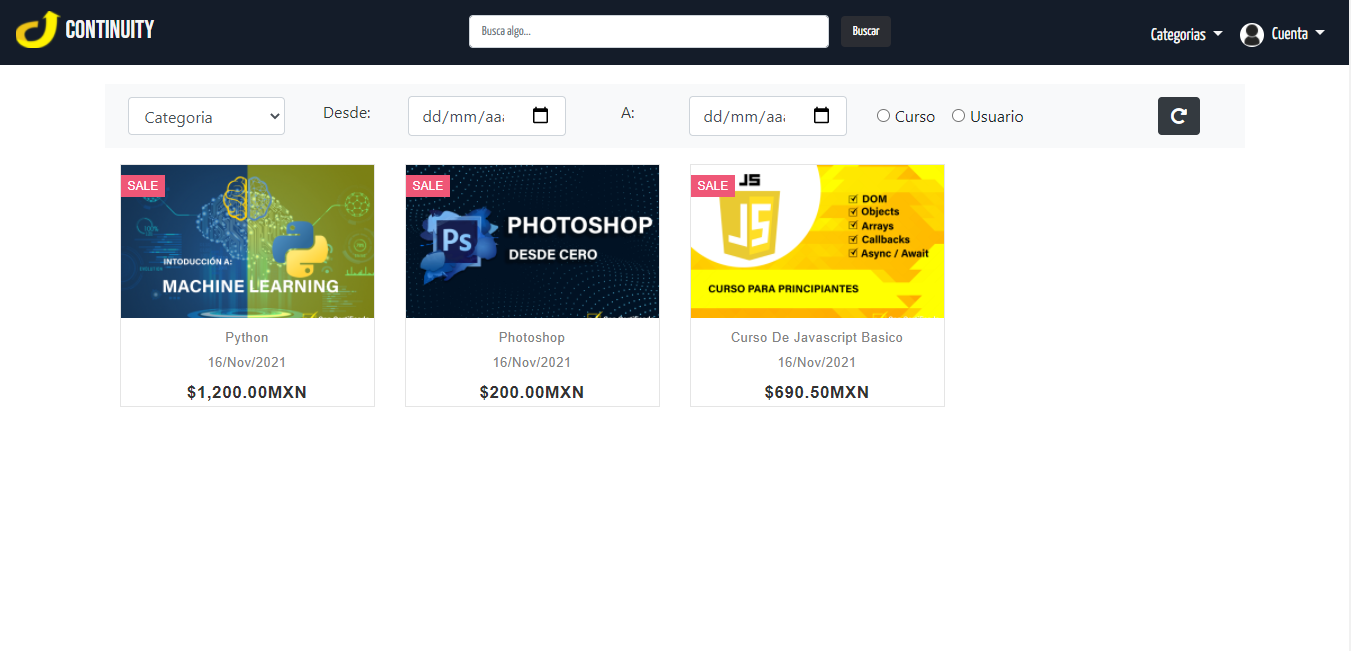 CONTINUITY
Busca algo...
Buscar
Categorias
Cuenta
Categoria
Desde:
dd/mm/aaa
A:
dd/mm/aaa
Curso
Usuario
SALE
INTODUCCIÓN A:
MACHINE LEARNING
Python
16/Nov/2021
$1,200.00MXN
SALE
Ps
PHOTOSHOP
DESDE CERO
Photoshop
16/Nov/2021
$200.00MXN
SALE
JS
JS
DOM
Objects
Arrays
Callbacks
Async / Await
CURSO PARA PRINCIPIANTES
Curso De Javascript Basico
16/Nov/2021
$690.50MXN